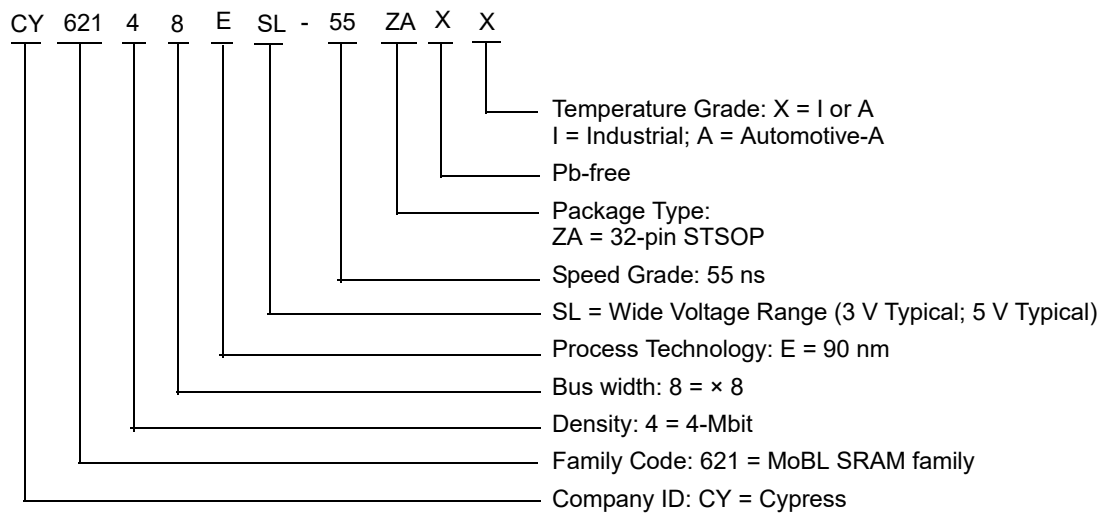 CY 621 4 8 E SL - 55 ZA X X
Temperature Grade: X = I or A
I = Industrial; A = Automotive-A
Pb-free
Package Type:
ZA = 32-pin STSOP
Speed Grade: 55 ns
SL = Wide Voltage Range (3 V Typical; 5 V Typical)
Process Technology: E = 90 nm
Bus width: 8 = × 8
Density: 4 = 4-Mbit
Family Code: 621 = MoBL SRAM family
Company ID: CY = Cypress